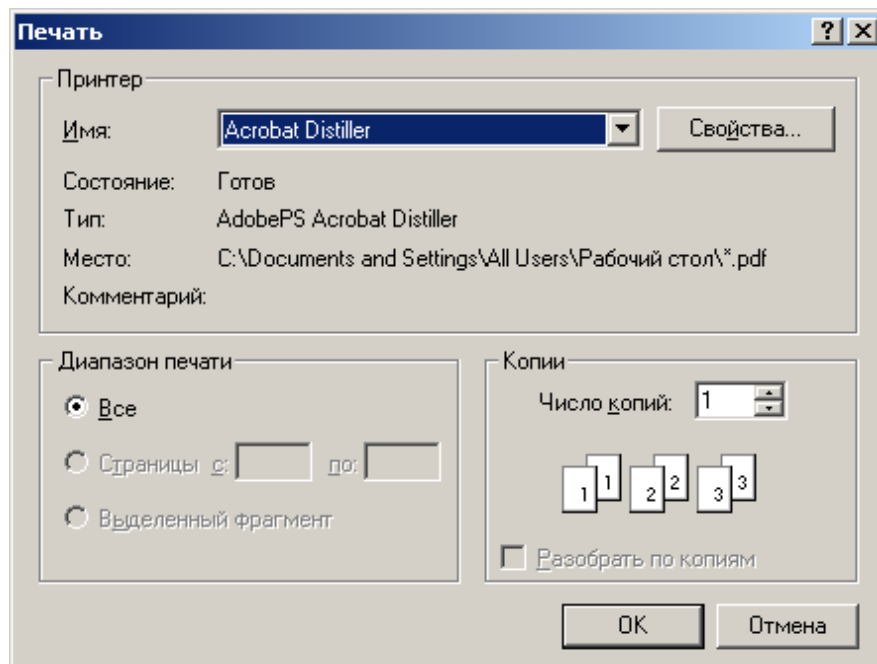 Печать
Принтер
Имя: Acrobat Distiller Свойства...
Состояние: Готов
Тип: AdobePS Acrobat Distiller
Место: C:\Documents and Settings\All Users\Рабочий стол\*.pdf
Комментарий:
Диапазон печати
Все
Страницы с: по:
Выделенный фрагмент
Копии
Число копий: 1
1 1 2 2 3 3
Разобрать по копиям
OK Отмена